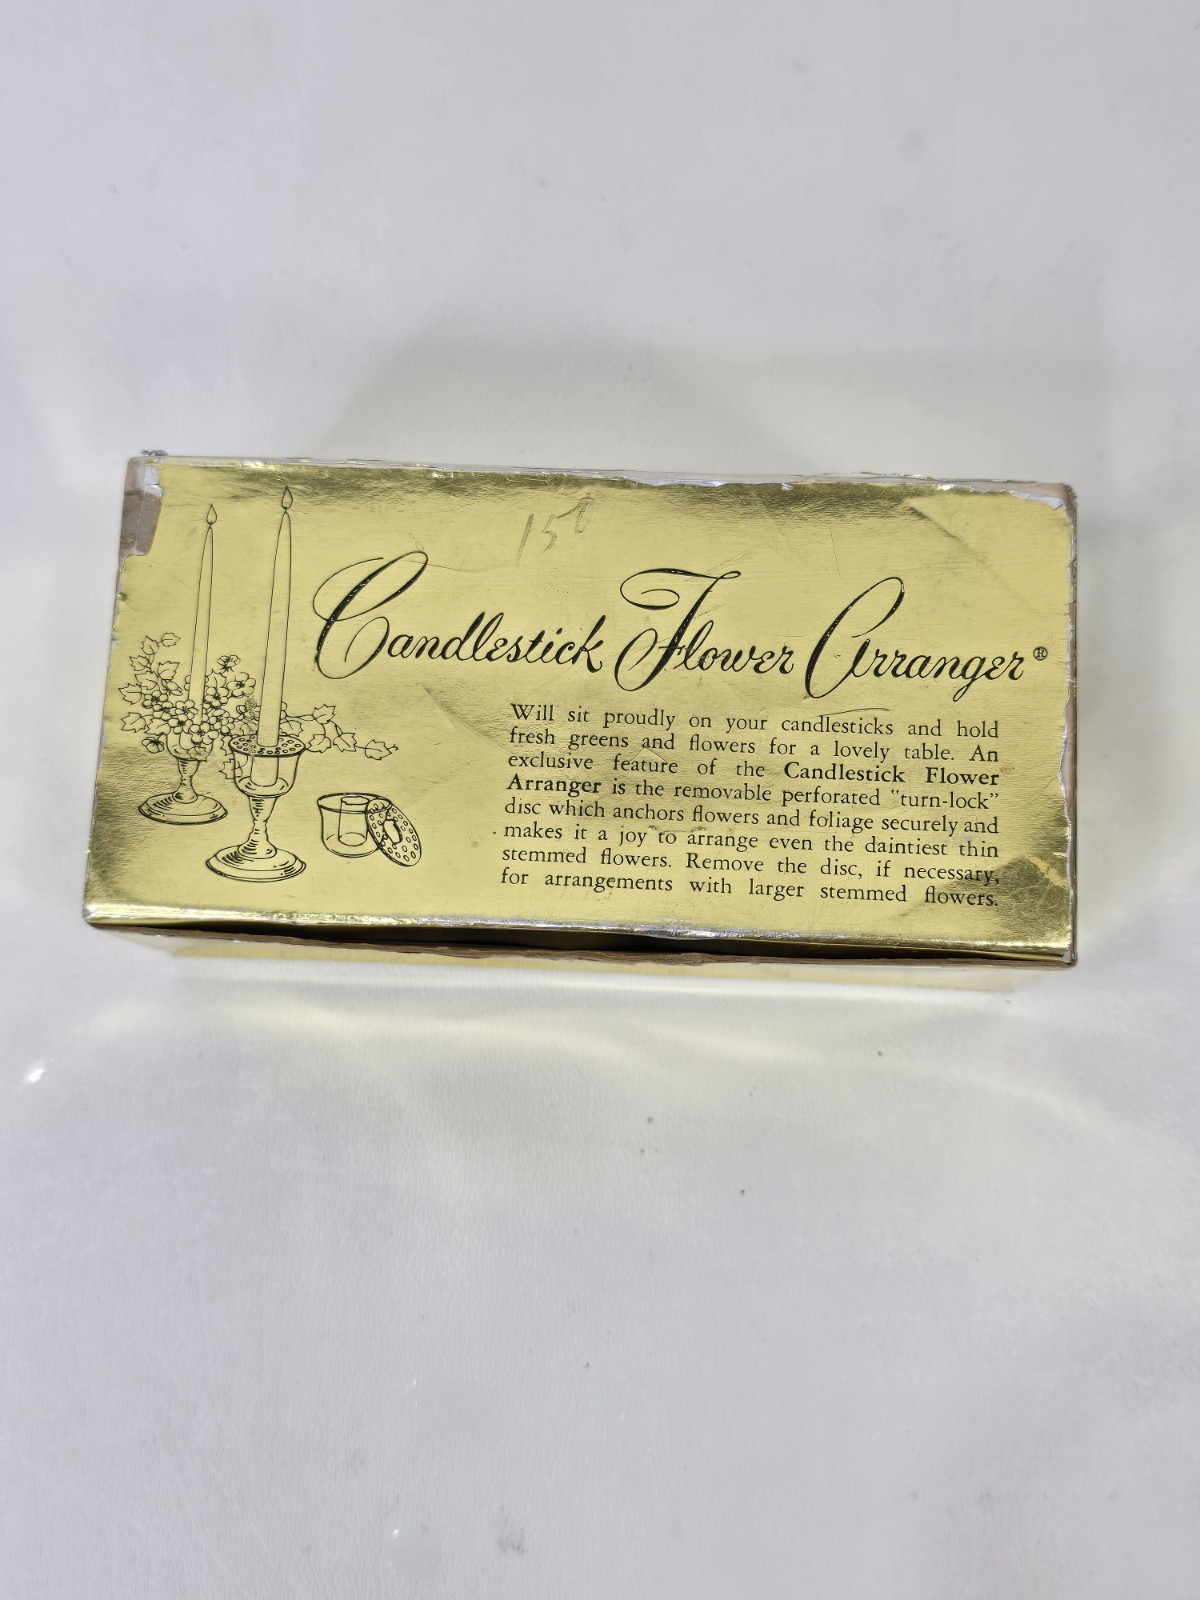 Candlestick Flower Arranger®
Will sit proudly on your candlesticks and hold
fresh greens and flowers for a lovely table. An
exclusive feature of the Candlestick Flower
Arranger is the removable perforated "turn-lock"
disc which anchors flowers and foliage securely and
makes it a joy to arrange even the daintiest thin
stemmed flowers. Remove the disc, if necessary,
for arrangements with larger stemmed flowers.